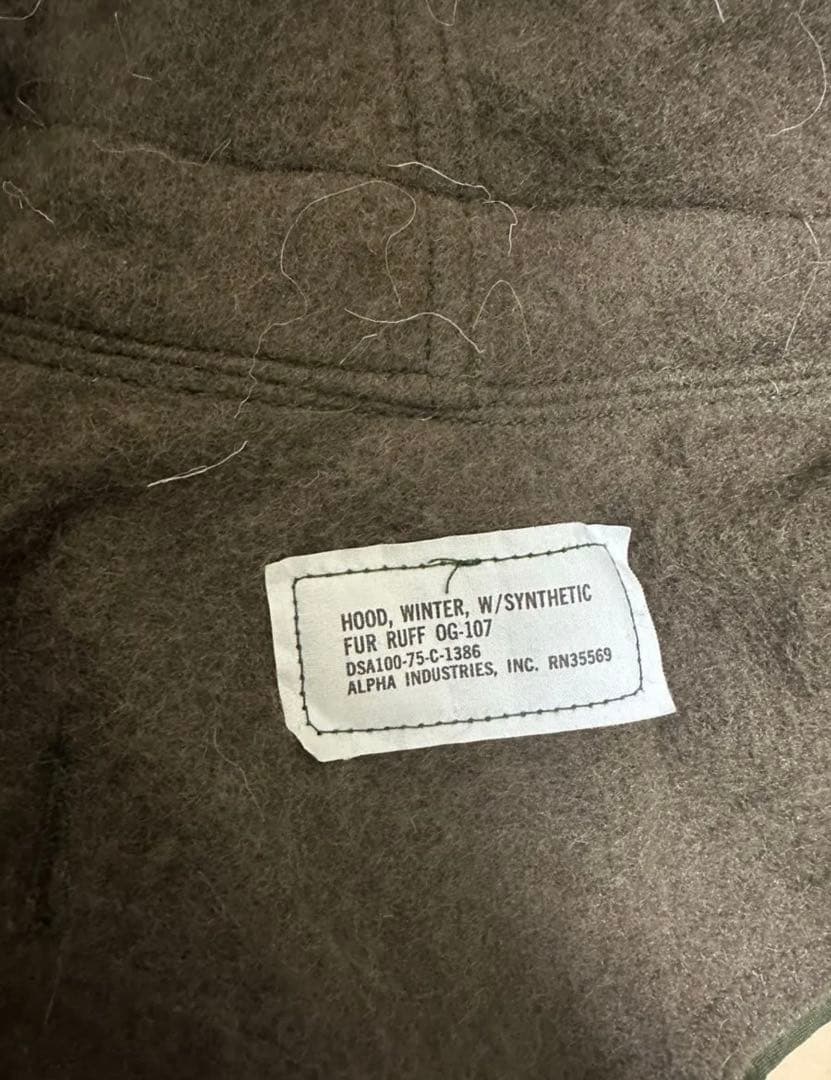 HOOD, WINTER, W/SYNTHETIC
FUR RUFF OG-107
DSA100-75-C-1386
ALPHA INDUSTRIES, INC. RN35569